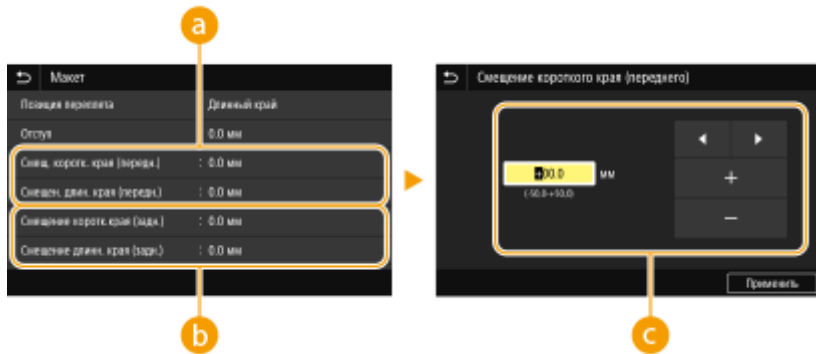 a
Макет
Позиция переплета Длинный край
Отступ 0.0 мм
Смещ. коротк. края (передн.) : 0.0 мм
Смещен. длин. края (передн.) : 0.0 мм
Смещение коротк.края (задн.) : 0.0 мм
Смещение длинн. края (задн.) : 0.0 мм
b
Смещение короткого края (переднего)
+00.0 мм
(-50.0-+50.0)
+
−
Применить
c